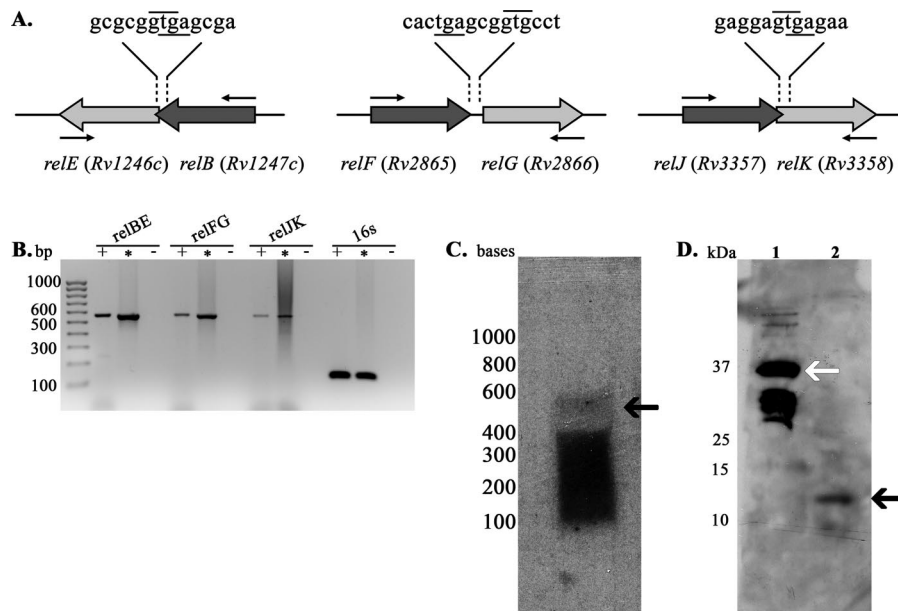 A.
gcgcggtgagcga
cactgagcggtgcct
gaggagtgagaa
relE (Rv1246c) relB (Rv1247c)
relF (Rv2865) relG (Rv2866)
relJ (Rv3357) relK (Rv3358)
B. bp
relBE relFG relJK 16s
+ * - + * - + * - + * -
1000
600
500
300
100
C. bases
1000
800
600
400
300
200
100
D. kDa 1 2
37
25
15
10